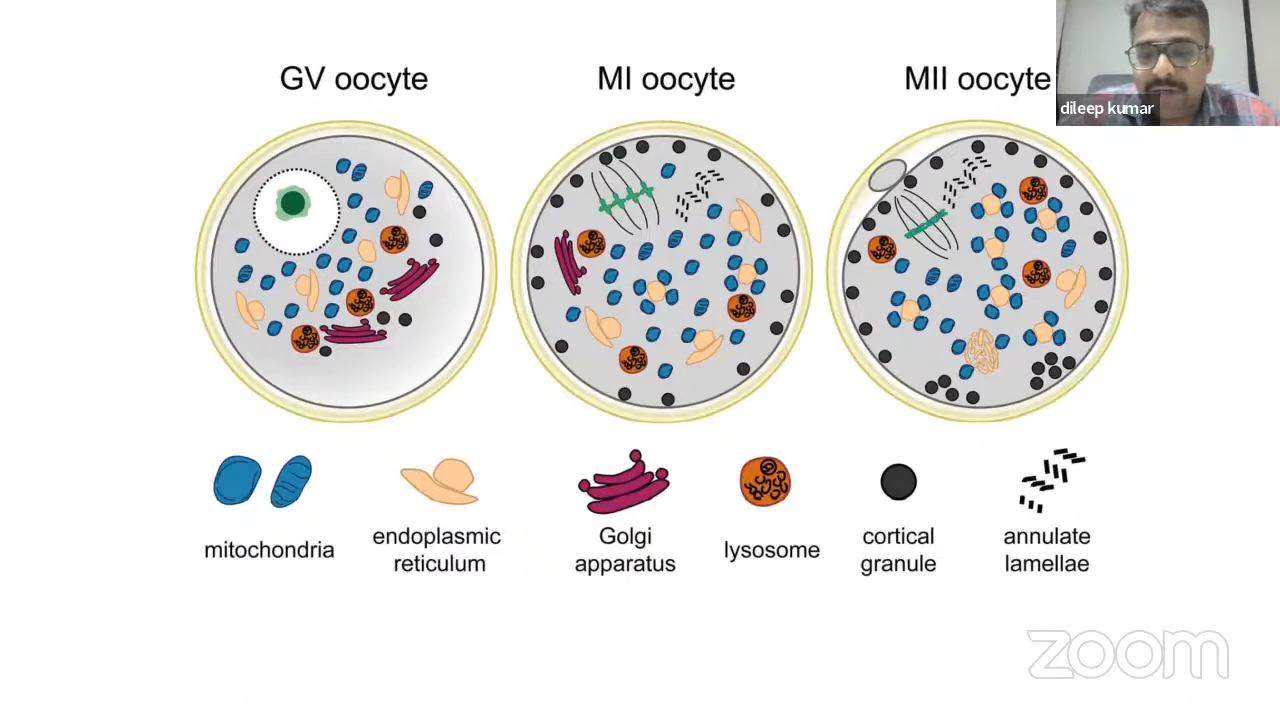 GV oocyte
MI oocyte
MII oocyte
dileep kumar
mitochondria
endoplasmic
reticulum
Golgi
apparatus
lysosome
cortical
granule
annulate
lamellae
zoom